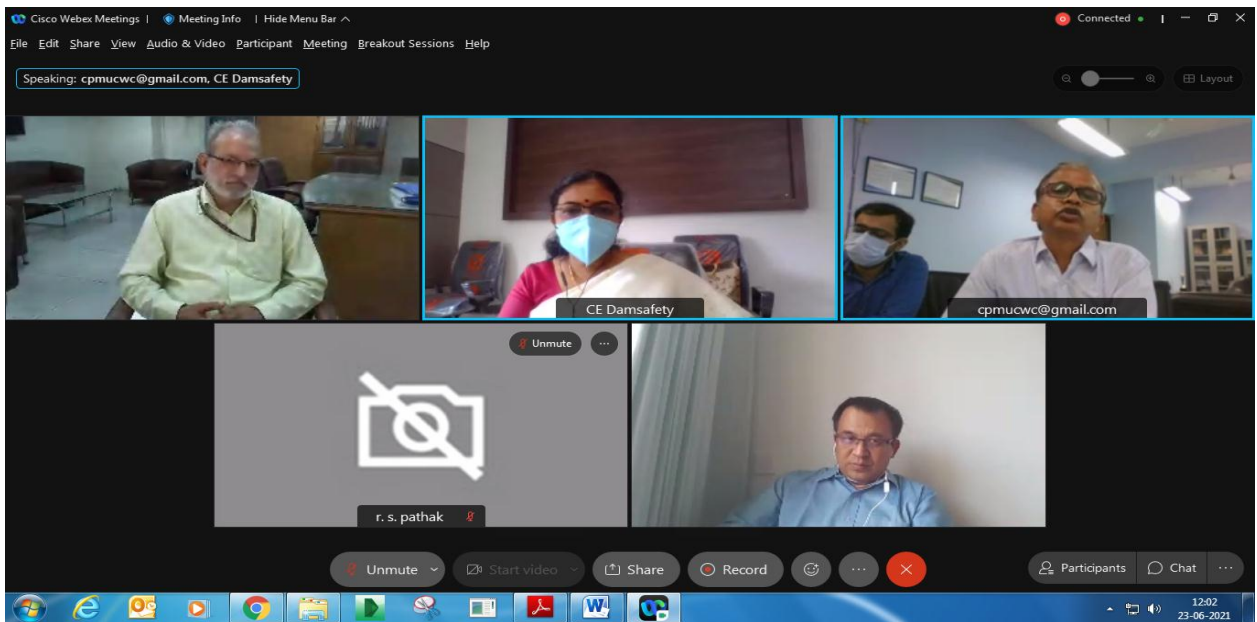 Cisco Webex Meetings | Meeting Info | Hide Menu Bar
Connected
File Edit Share View Audio & Video Participant Meeting Breakout Sessions Help
Speaking: cpmucwc@gmail.com, CE Damsafety
Layout
CE Damsafety
cpmucwc@gmail.com
Unmute
r. s. pathak
Unmute
Start video
Share
Record
Participants
Chat
12:02
23-06-2021